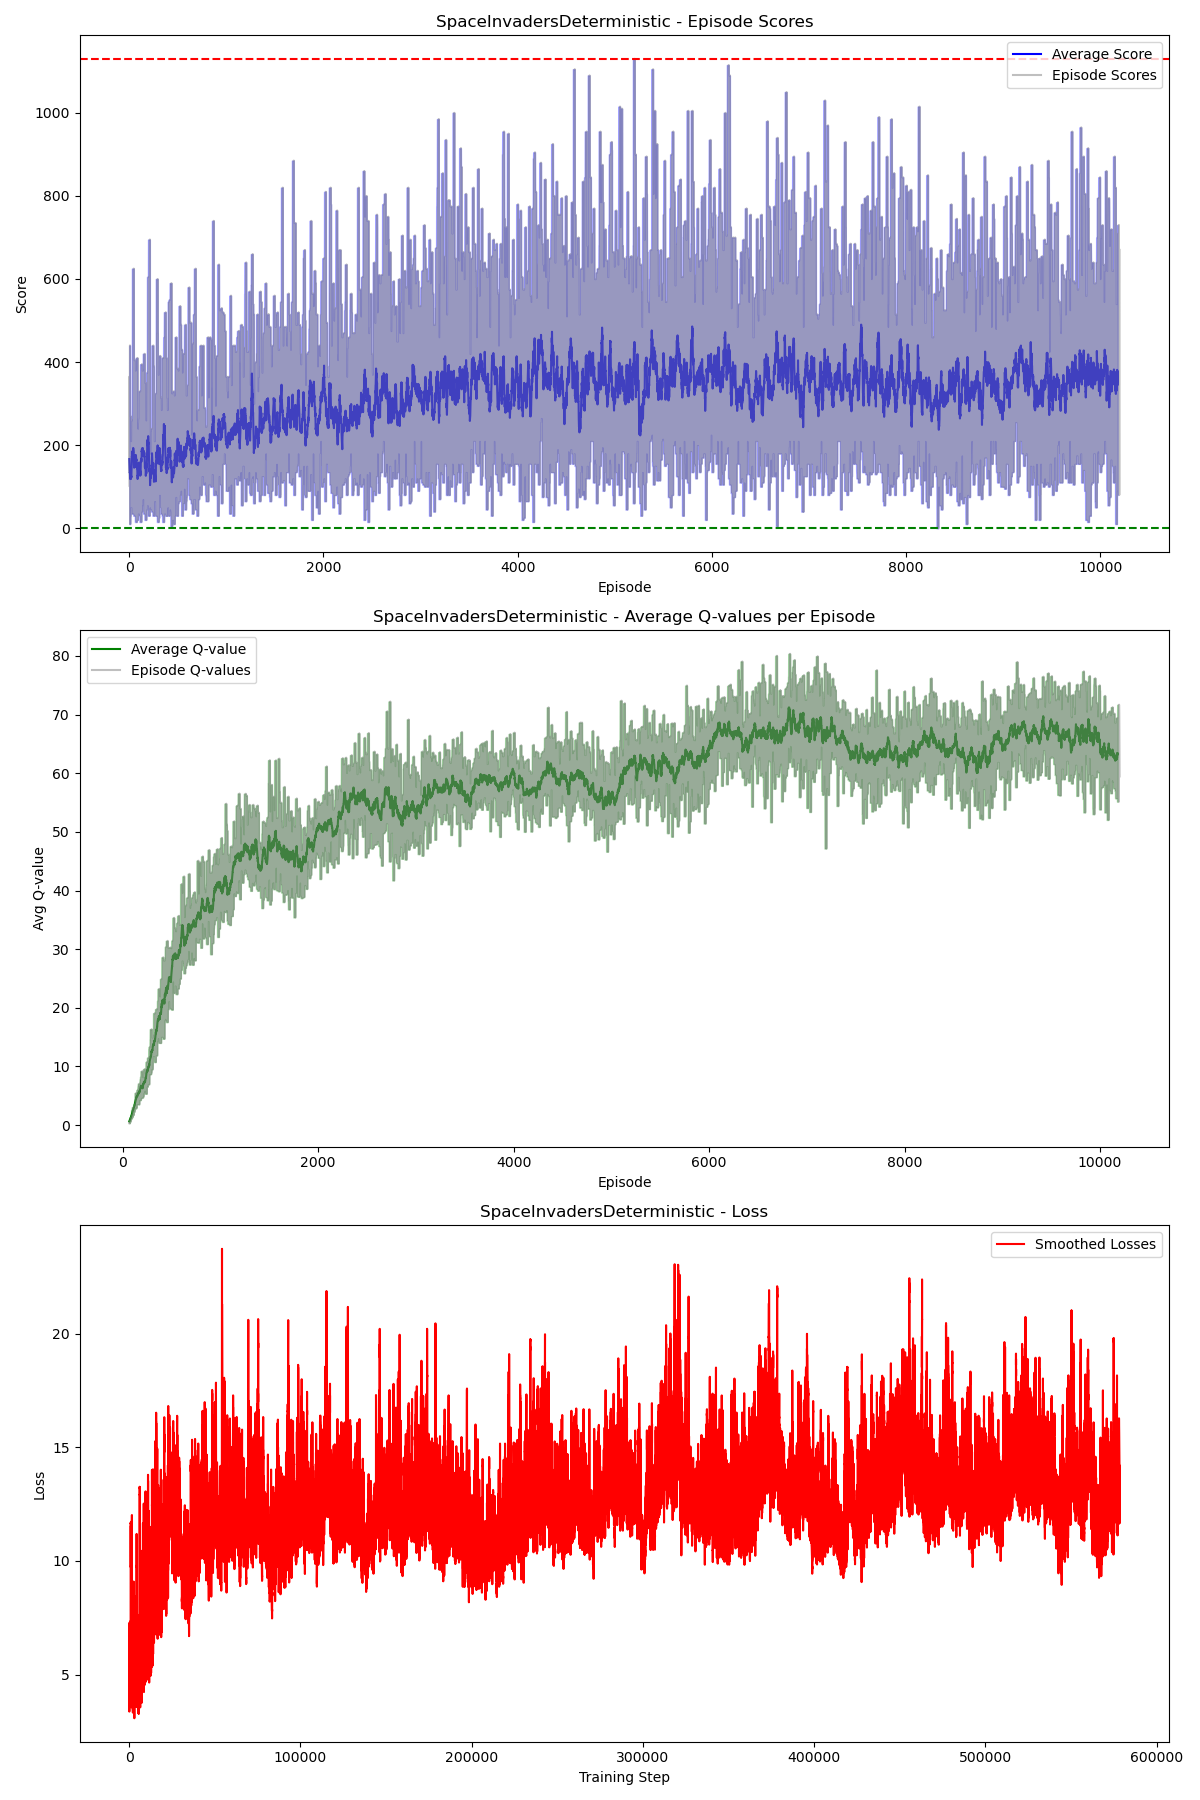 SpaceInvadersDeterministic - Episode Scores
Average Score
Episode Scores
1000
800
600
400
200
0
Score
0 2000 4000 6000 8000 10000
Episode
SpaceInvadersDeterministic - Average Q-values per Episode
Average Q-value
Episode Q-values
80
70
60
50
40
30
20
10
0
Avg Q-value
0 2000 4000 6000 8000 10000
Episode
SpaceInvadersDeterministic - Loss
Smoothed Losses
20
15
10
5
Loss
0 100000 200000 300000 400000 500000 600000
Training Step